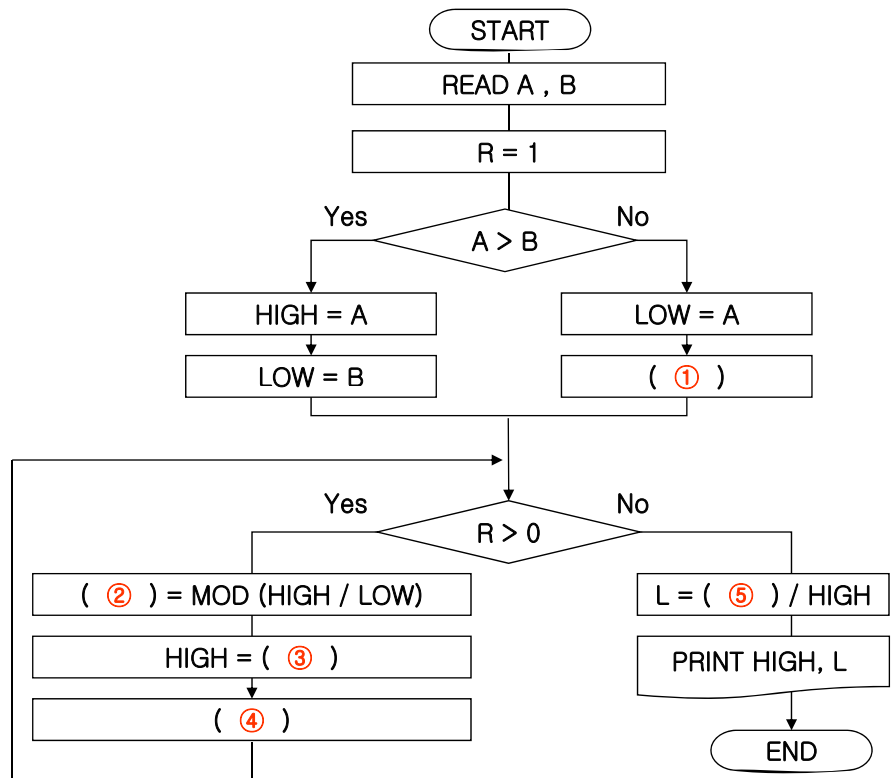 START
READ A , B
R = 1
Yes
No
A > B
HIGH = A
LOW = A
LOW = B
( ① )
Yes
No
R > 0
( ② ) = MOD (HIGH / LOW)
L = ( ⑤ ) / HIGH
HIGH = ( ③ )
PRINT HIGH, L
( ④ )
END